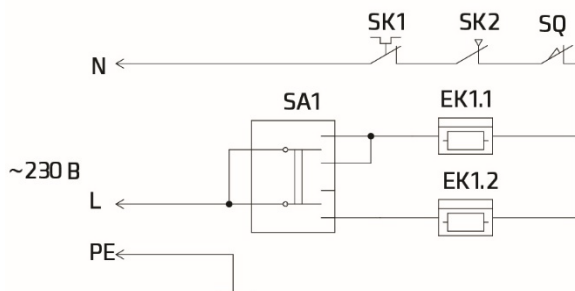 SK1 SK2 SQ
N
SA1 EK1.1
~230 В
L EK1.2
PE